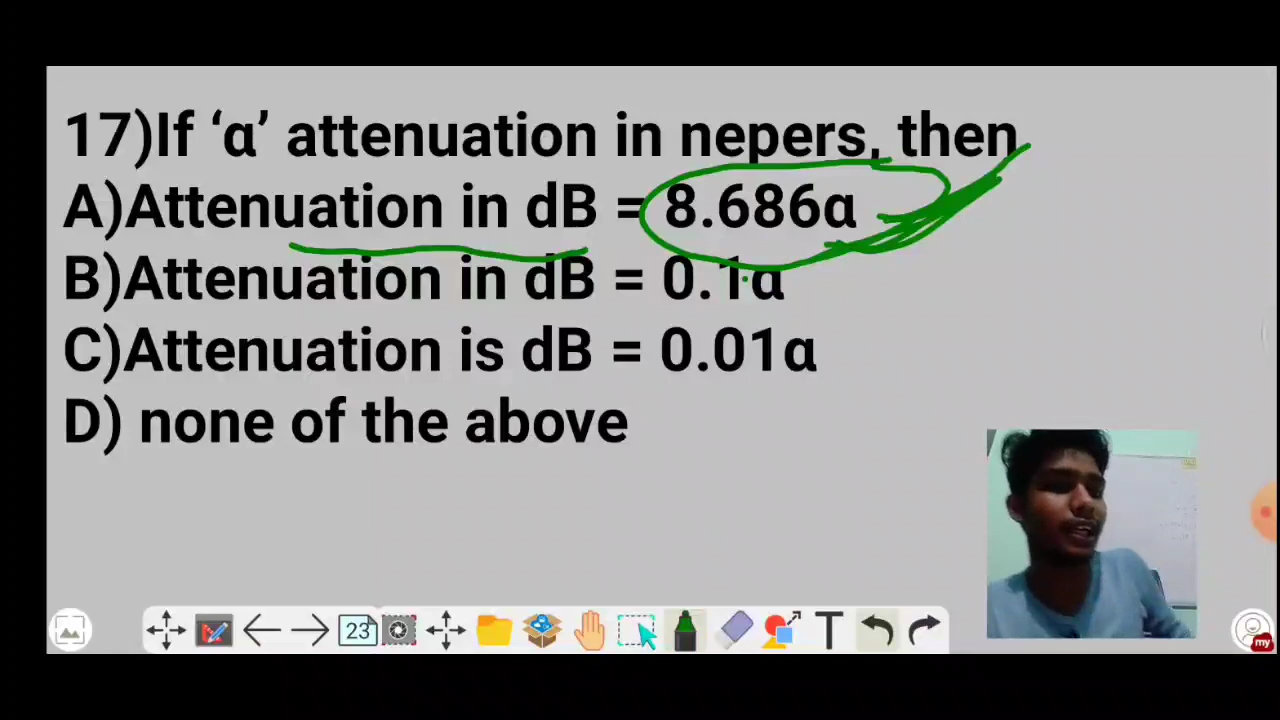 17)If ‘α’ attenuation in nepers, then
A)Attenuation in dB = 8.686α
B)Attenuation in dB = 0.1α
C)Attenuation is dB = 0.01α
D) none of the above
23
my